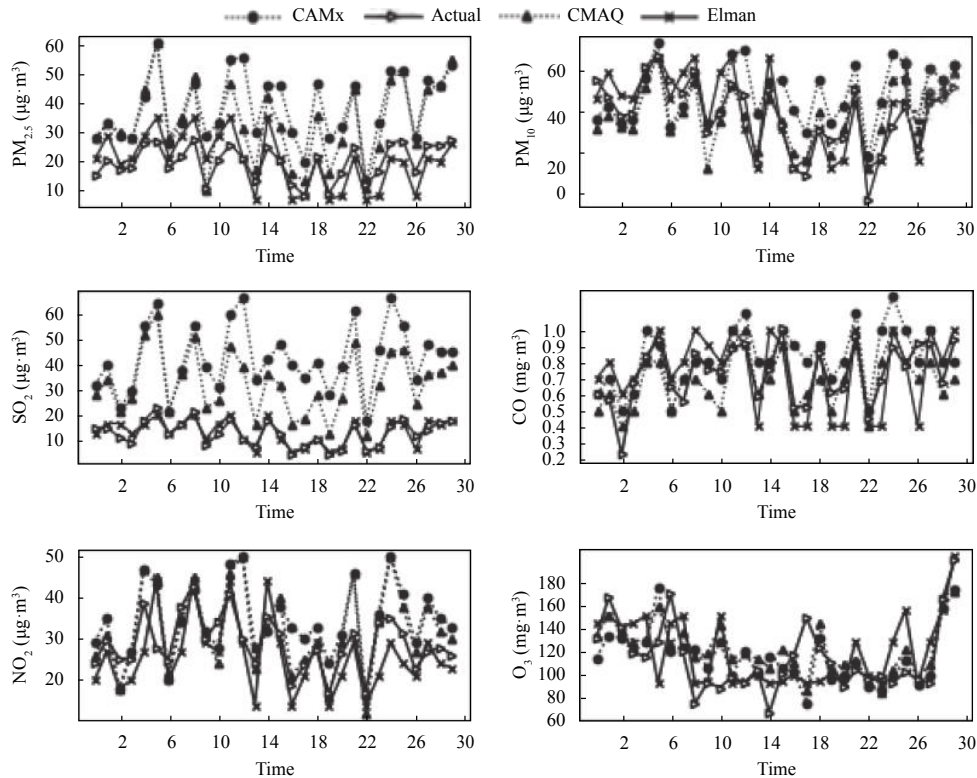 CAMx Actual CMAQ Elman
PM2.5 (μg·m³)
60
50
40
30
20
10
2 6 10 14 18 22 26 30
Time
PM10 (μg·m³)
60
40
20
0
2 6 10 14 18 22 26 30
Time
SO2 (μg·m³)
60
50
40
30
20
10
2 6 10 14 18 22 26 30
Time
CO (mg·m³)
1.0
0.9
0.8
0.7
0.6
0.5
0.4
0.3
0.2
2 6 10 14 18 22 26 30
Time
NO2 (μg·m³)
50
40
30
20
2 6 10 14 18 22 26 30
Time
O3 (mg·m³)
180
160
140
120
100
80
60
2 6 10 14 18 22 26 30
Time